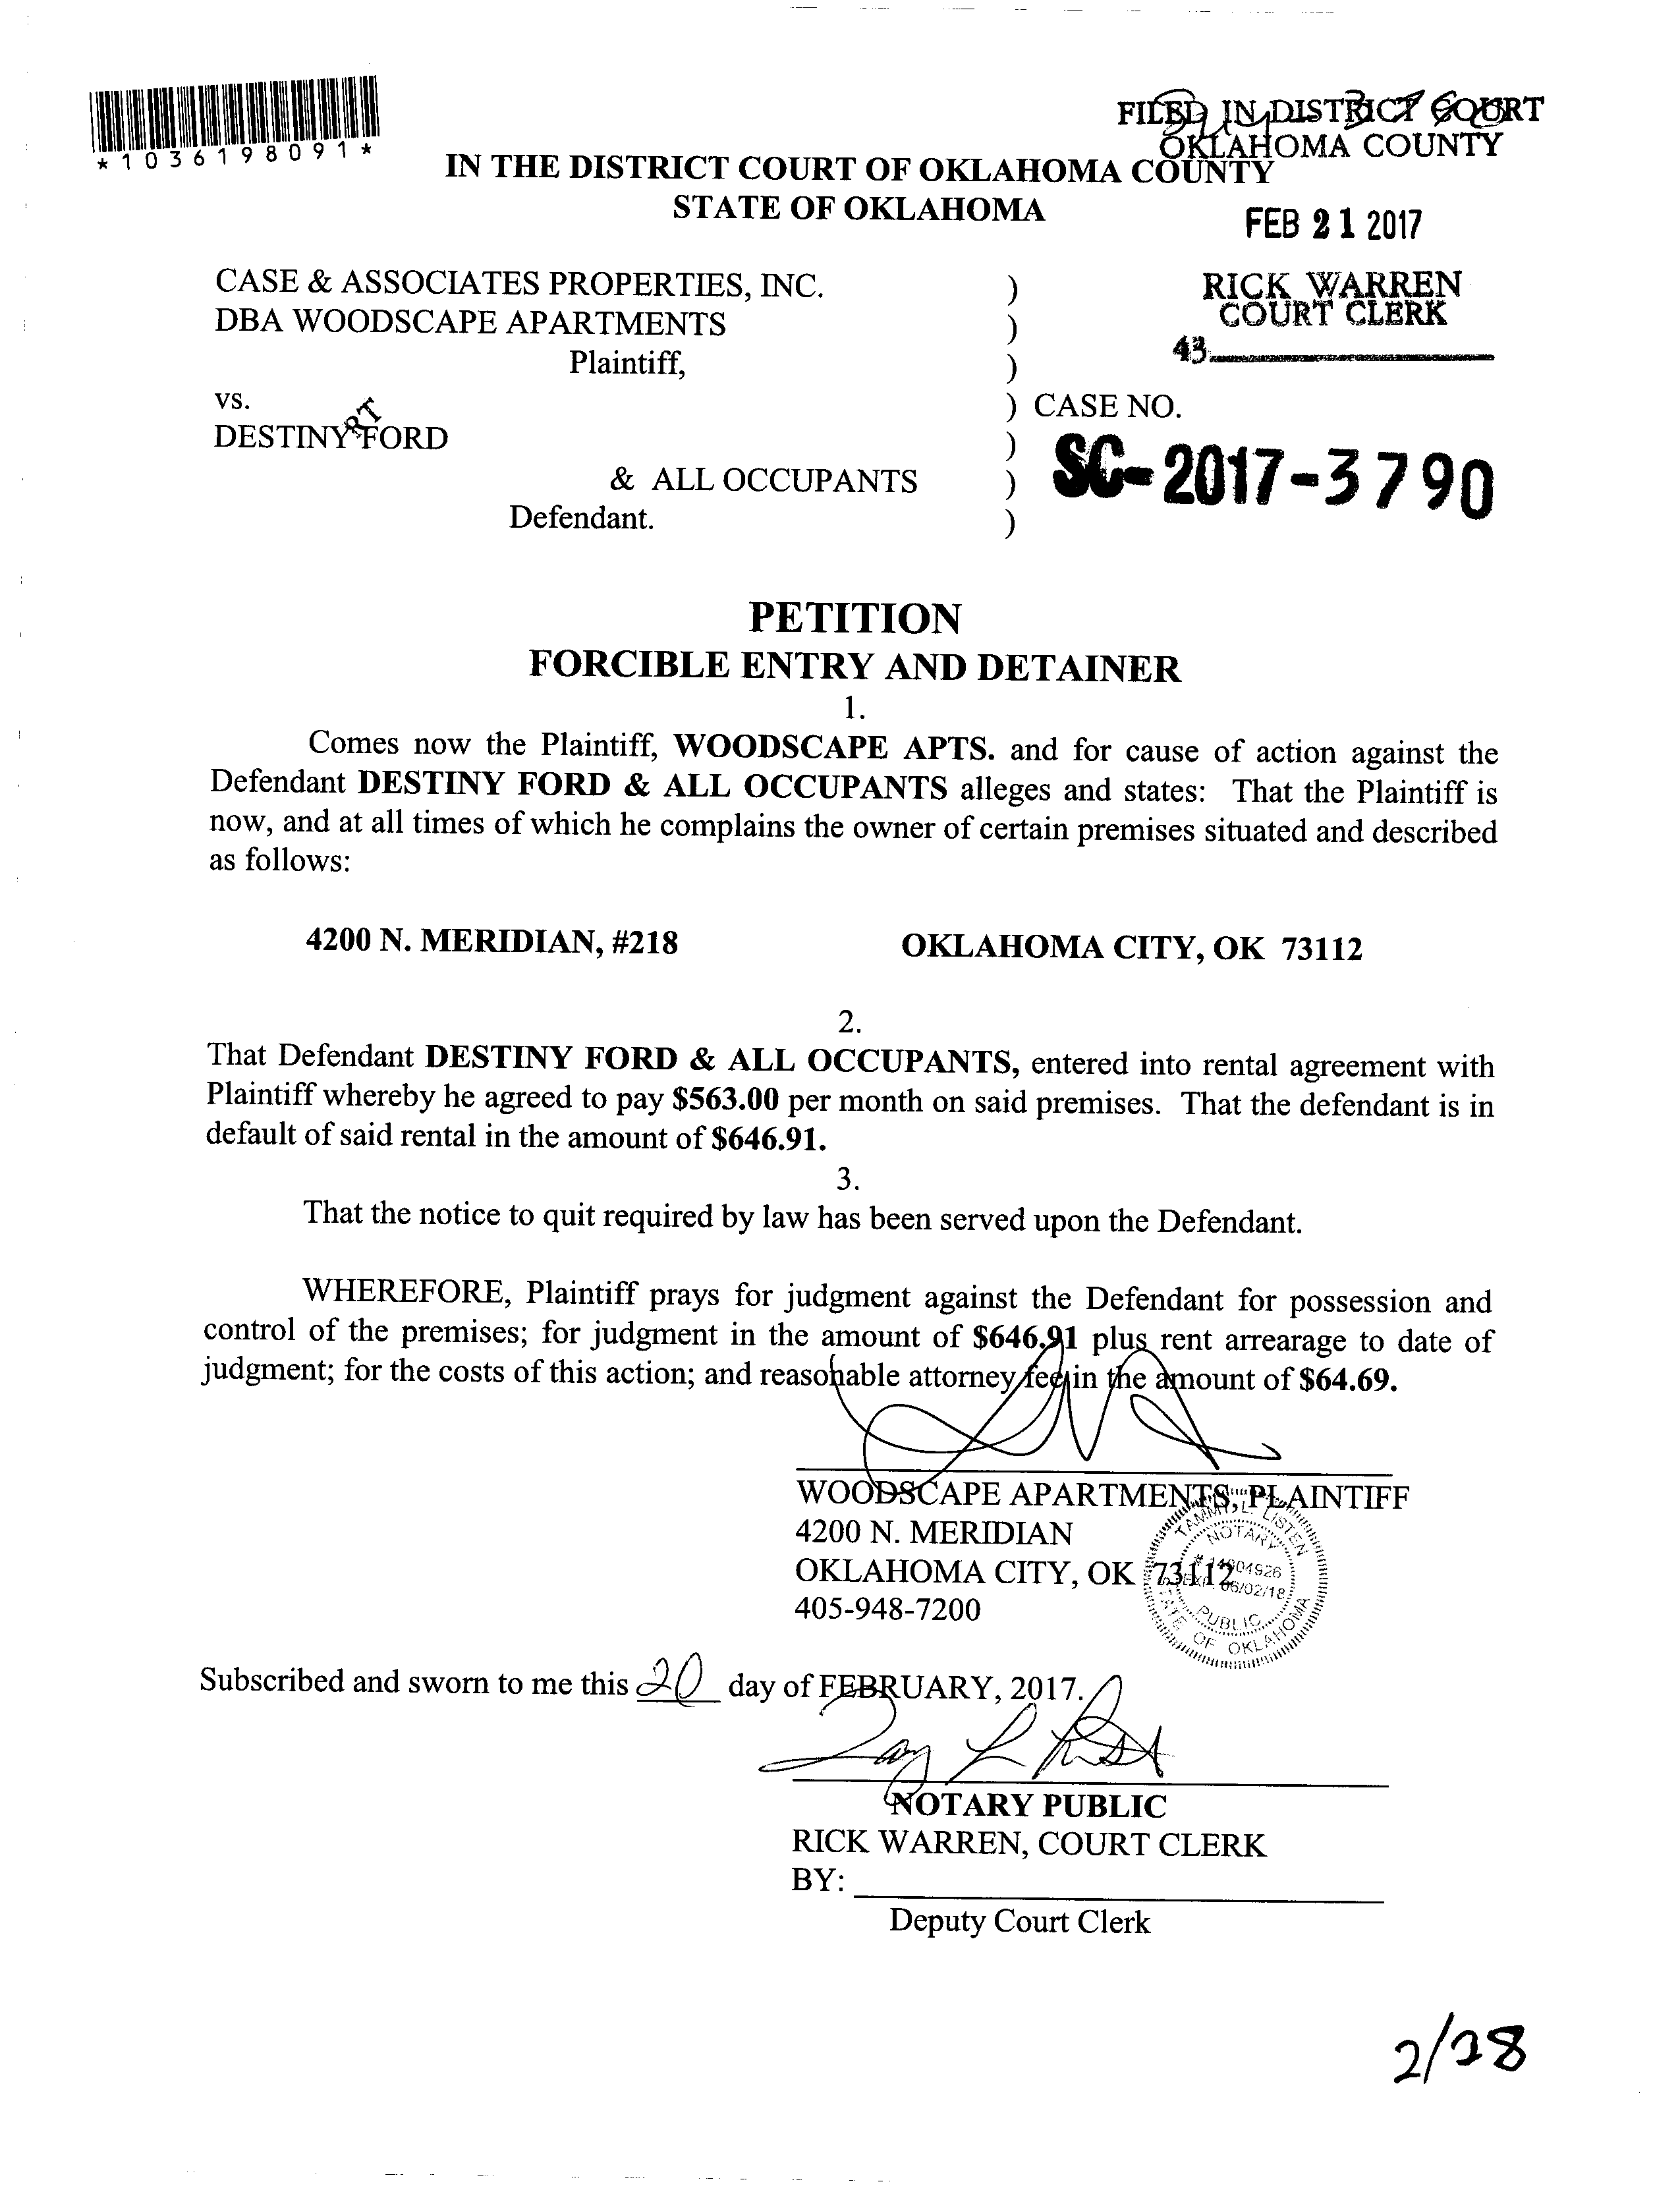 *1036198091*
FILED IN DISTRICT COURT
OKLAHOMA COUNTY
IN THE DISTRICT COURT OF OKLAHOMA COUNTY
STATE OF OKLAHOMA
FEB 21 2017
CASE & ASSOCIATES PROPERTIES, INC. )
DBA WOODSCAPE APARTMENTS )
Plaintiff, )
RICK WARREN
COURT CLERK
43
vs. ) CASE NO.
RT
DESTINY FORD )
SC-2017-3790
& ALL OCCUPANTS )
Defendant. )
PETITION
FORCIBLE ENTRY AND DETAINER
1.
Comes now the Plaintiff, WOODSCAPE APTS. and for cause of action against the
Defendant DESTINY FORD & ALL OCCUPANTS alleges and states: That the Plaintiff is
now, and at all times of which he complains the owner of certain premises situated and described
as follows:
4200 N. MERIDIAN, #218 OKLAHOMA CITY, OK 73112
2.
That Defendant DESTINY FORD & ALL OCCUPANTS, entered into rental agreement with
Plaintiff whereby he agreed to pay $563.00 per month on said premises. That the defendant is in
default of said rental in the amount of $646.91.
3.
That the notice to quit required by law has been served upon the Defendant.
WHEREFORE, Plaintiff prays for judgment against the Defendant for possession and
control of the premises; for judgment in the amount of $646.91 plus rent arrearage to date of
judgment; for the costs of this action; and reasonable attorney fee in the amount of $64.69.
WOODSCAPE APARTMENTS, PLAINTIFF
4200 N. MERIDIAN
OKLAHOMA CITY, OK 73112
405-948-7200
TAMMY L. LISTEN
NOTARY
# 14004926
EXP. 06/02/18
PUBLIC
STATE OF OKLAHOMA
Subscribed and sworn to me this 20 day of FEBRUARY, 2017.
NOTARY PUBLIC
RICK WARREN, COURT CLERK
BY:
Deputy Court Clerk
2/28